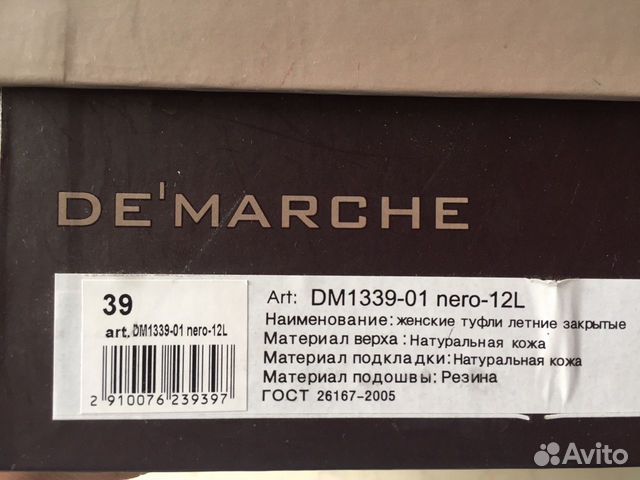 DE'MARCHE
39
art. DM1339-01 nero-12L
2 910076 239397
Art: DM1339-01 nero-12L
Наименование: женские туфли летние закрытые
Материал верха : Натуральная кожа
Материал подкладки: Натуральная кожа
Материал подошвы: Резина
ГОСТ 26167-2005
Avito